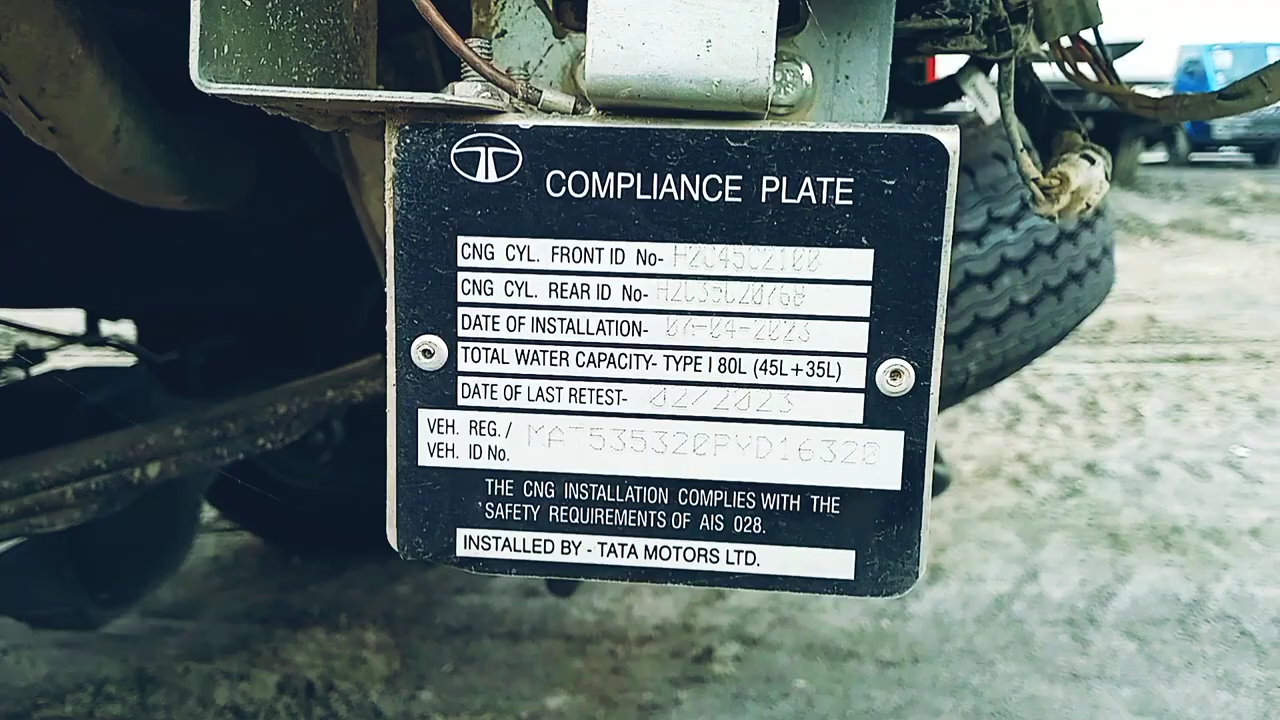 COMPLIANCE PLATE
CNG CYL. FRONT ID No- H2C45C2100
CNG CYL. REAR ID No- H2C35C20768
DATE OF INSTALLATION- 07-04-2023
TOTAL WATER CAPACITY- TYPE I 80L (45L+35L)
DATE OF LAST RETEST- 02/2023
VEH. REG./
VEH. ID No. MAT535320PYD16320
THE CNG INSTALLATION COMPLIES WITH THE
SAFETY REQUIREMENTS OF AIS 028.
INSTALLED BY - TATA MOTORS LTD.